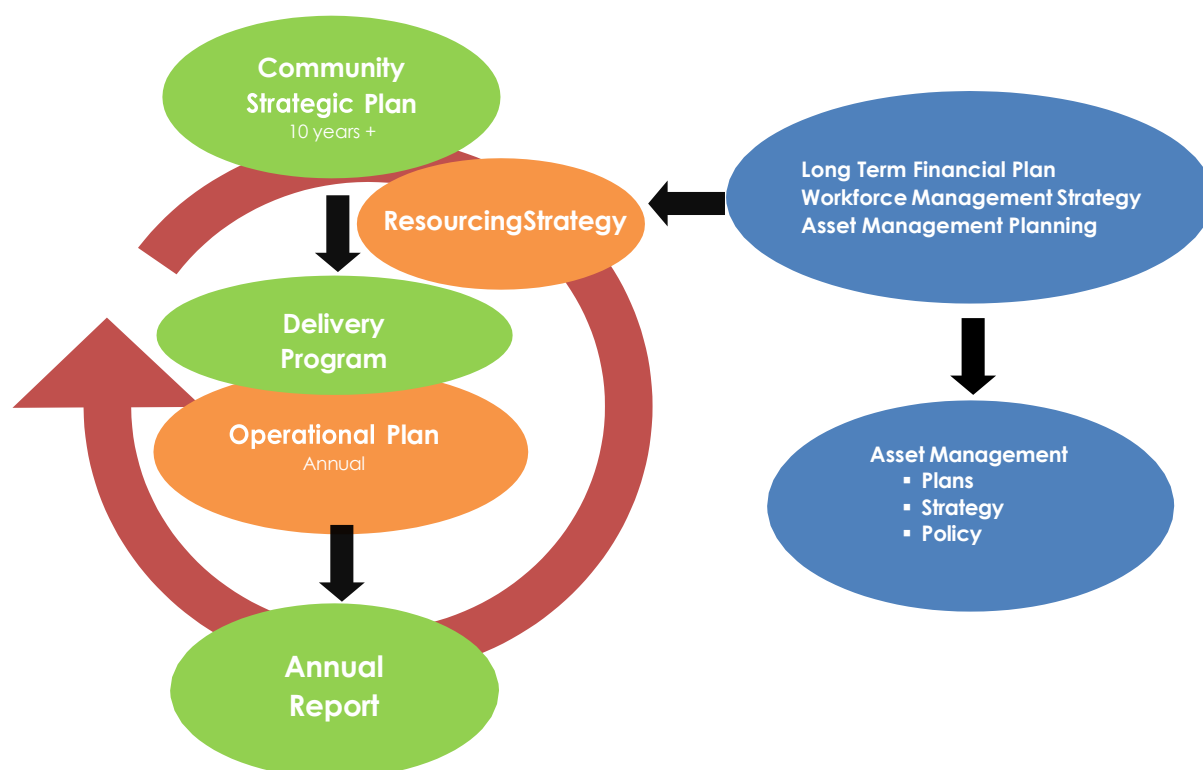 Community
Strategic Plan
10 years +
ResourcingStrategy
Delivery
Program
Operational Plan
Annual
Annual
Report
Long Term Financial Plan
Workforce Management Strategy
Asset Management Planning
Asset Management
▪ Plans
▪ Strategy
▪ Policy